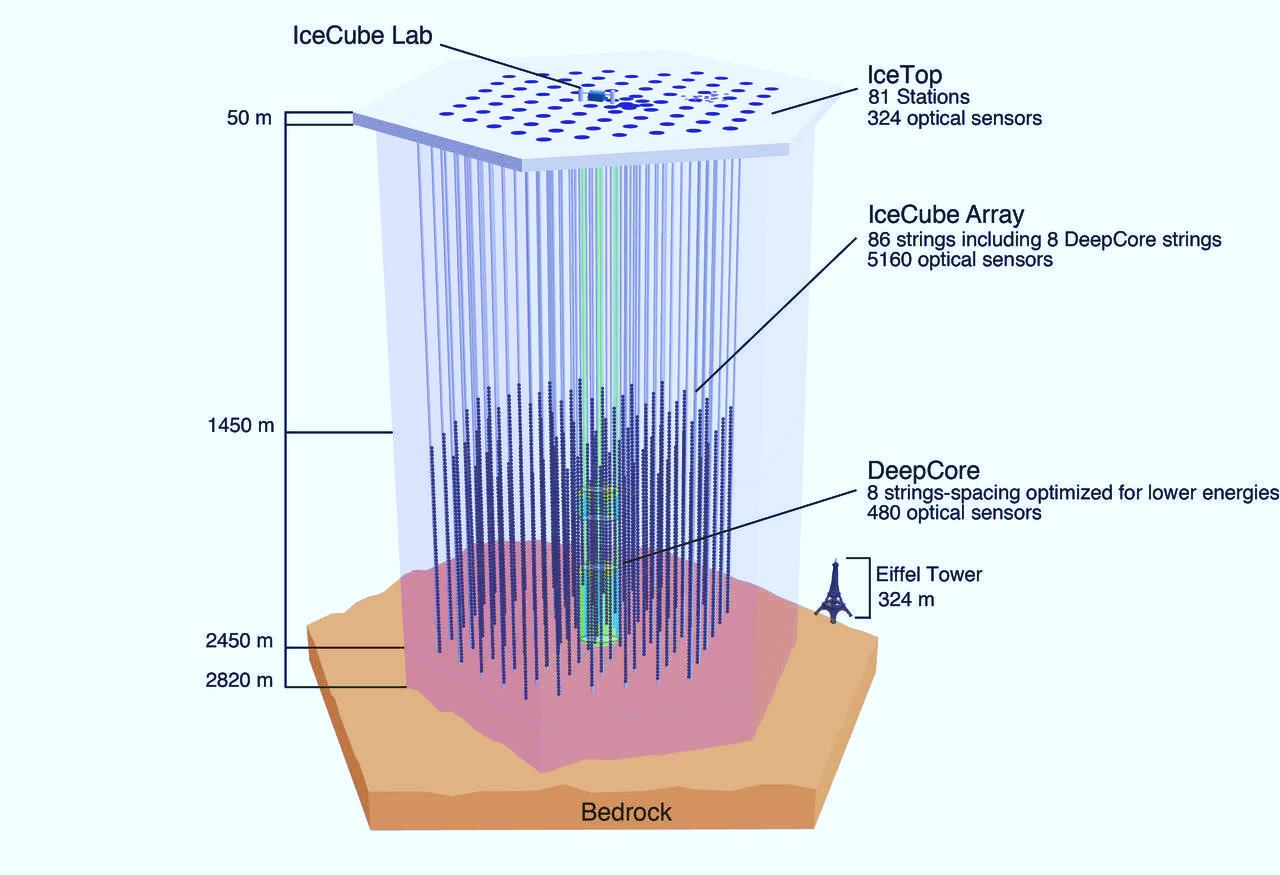 IceCube Lab
IceTop
81 Stations
324 optical sensors
50 m
IceCube Array
86 strings including 8 DeepCore strings
5160 optical sensors
1450 m
DeepCore
8 strings-spacing optimized for lower energies
480 optical sensors
Eiffel Tower
324 m
2450 m
2820 m
Bedrock